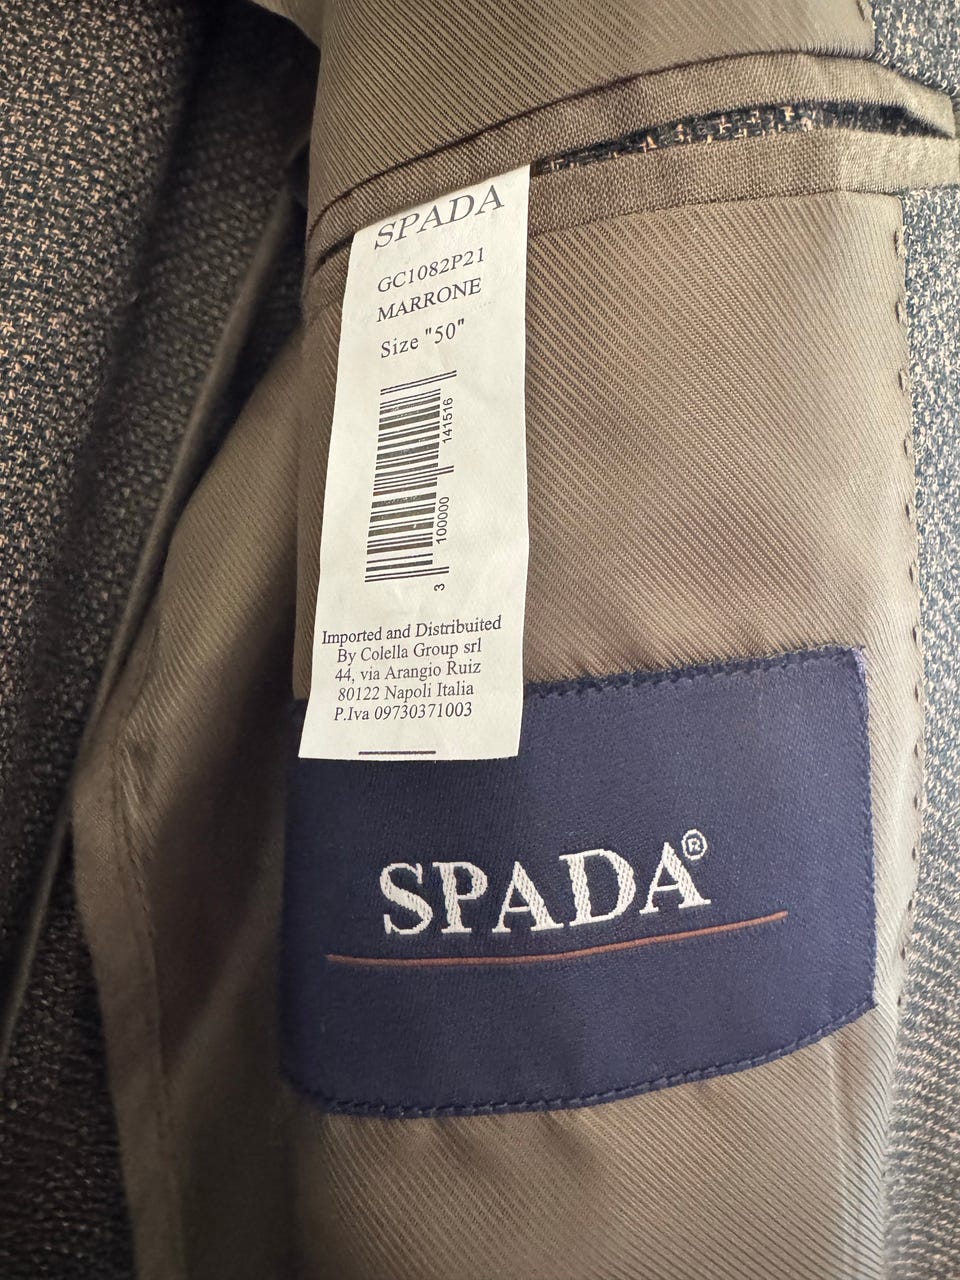 SPADA
GC1082P21
MARRONE
Size "50"
3 100000 141516
Imported and Distribuited
By Colella Group srl
44, via Arangio Ruiz
80122 Napoli Italia
P.Iva 09730371003
SPADA®